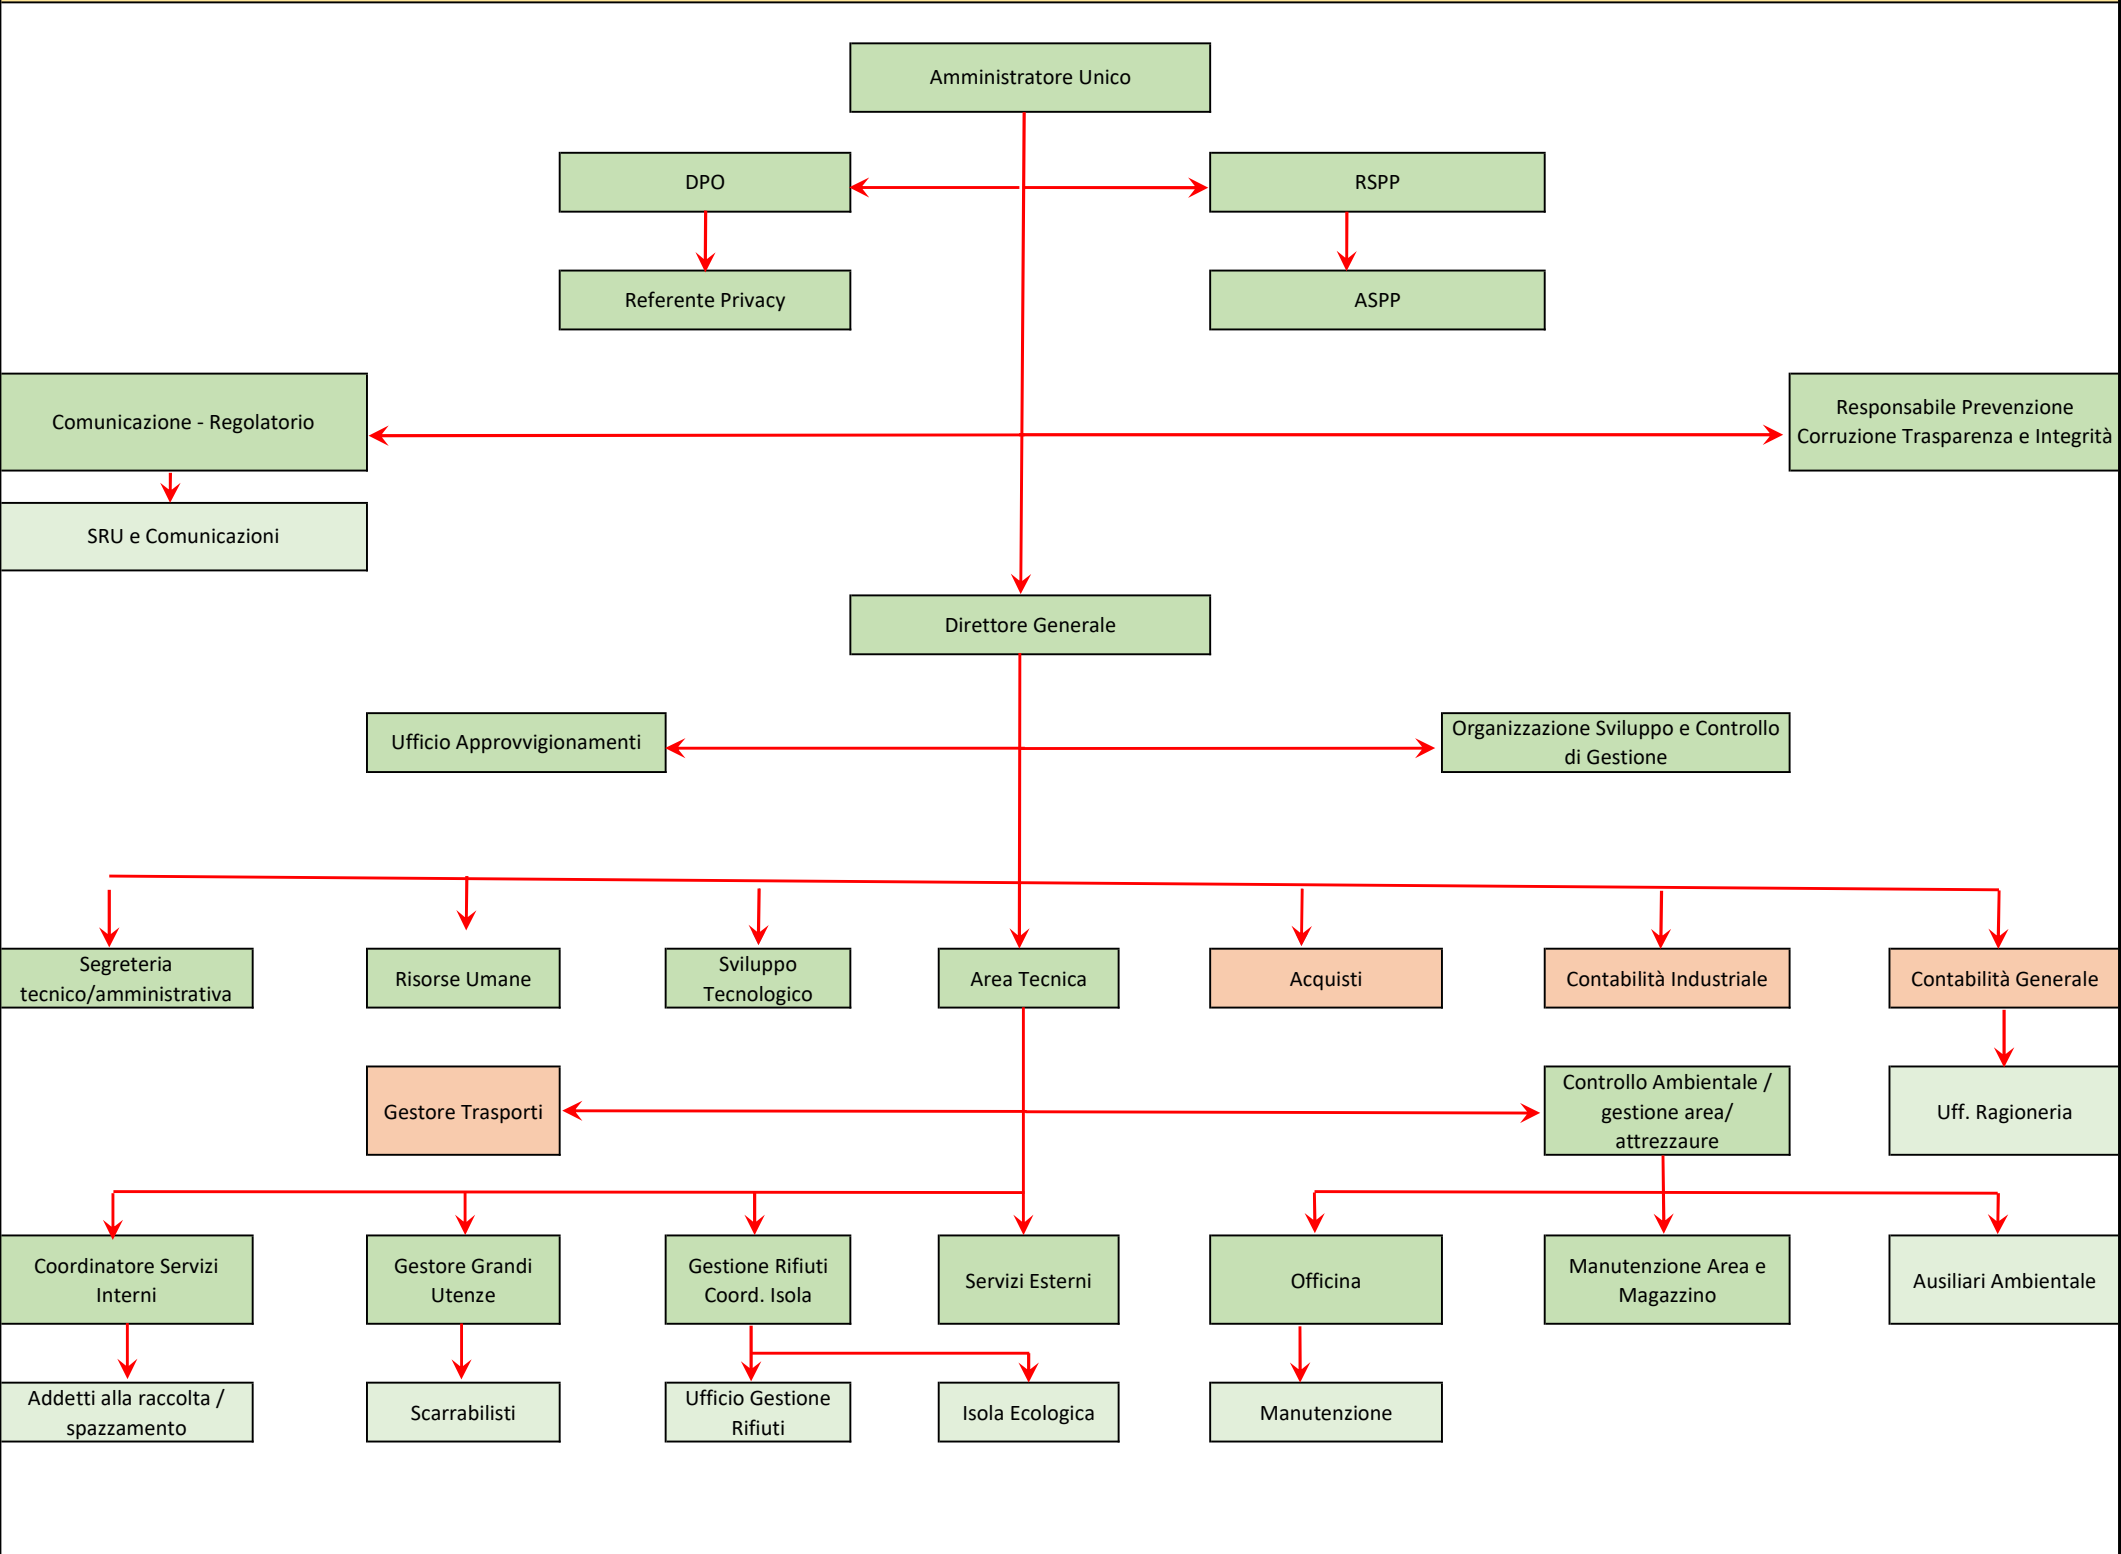 Amministratore Unico
DPO
RSPP
Referente Privacy
ASPP
Comunicazione - Regolatorio
Responsabile Prevenzione
Corruzione Trasparenza e Integrità
SRU e Comunicazioni
Direttore Generale
Ufficio Approvvigionamenti
Organizzazione Sviluppo e Controllo
di Gestione
Segreteria
tecnico/amministrativa
Risorse Umane
Sviluppo
Tecnologico
Area Tecnica
Acquisti
Contabilità Industriale
Contabilità Generale
Gestore Trasporti
Controllo Ambientale /
gestione area/
attrezzaure
Uff. Ragioneria
Coordinatore Servizi
Interni
Gestore Grandi
Utenze
Gestione Rifiuti
Coord. Isola
Servizi Esterni
Officina
Manutenzione Area e
Magazzino
Ausiliari Ambientale
Addetti alla raccolta /
spazzamento
Scarrabilisti
Ufficio Gestione
Rifiuti
Isola Ecologica
Manutenzione